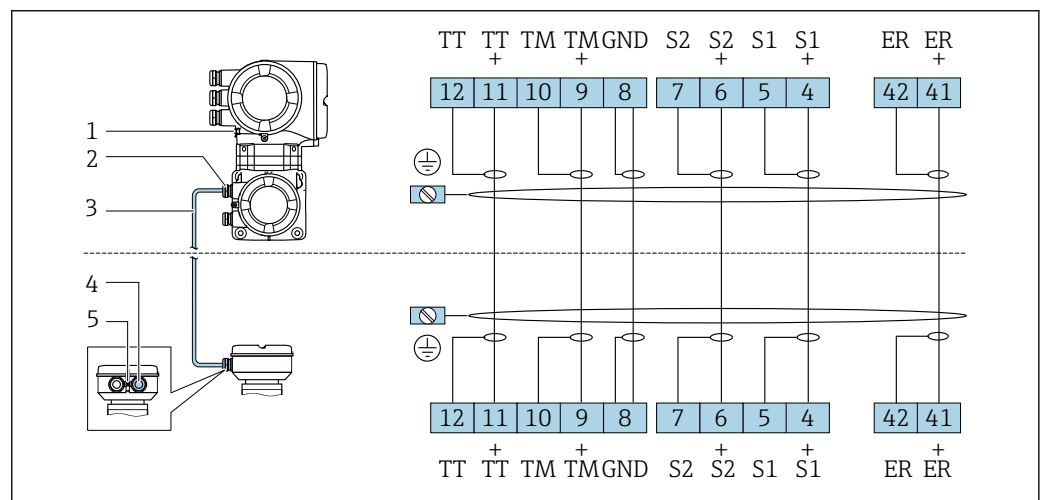 TT TT TM TM GND S2 S2 S1 S1 ER ER
+ + + + +
12 11 10 9 8 7 6 5 4 42 41
1
2
3
4
5
12 11 10 9 8 7 6 5 4 42 41
+ + + + +
TT TT TM TM GND S2 S2 S1 S1 ER ER